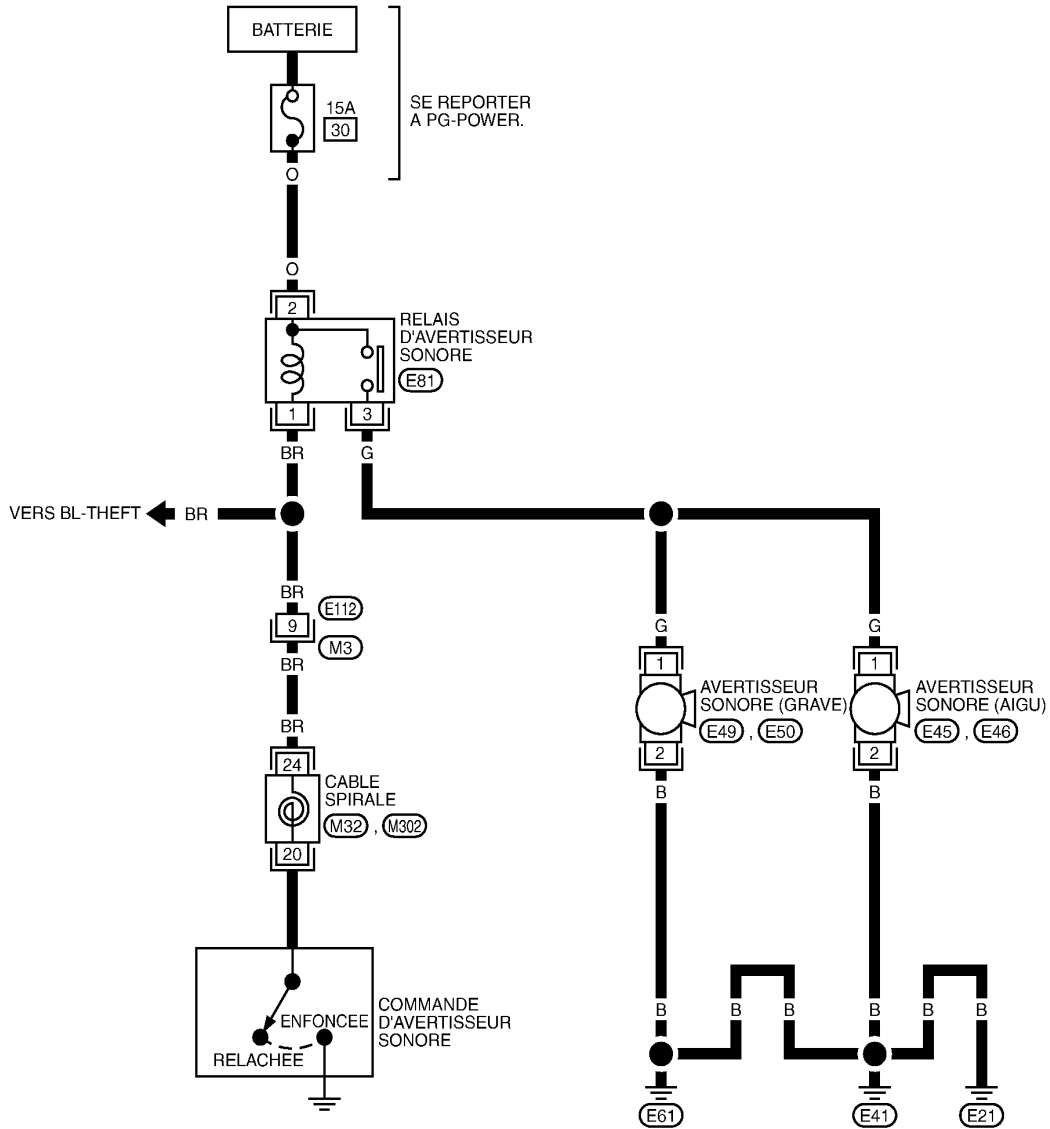 BATTERIE
15A
30
SE REPORTER
A PG-POWER.
O
O
2
RELAIS
D'AVERTISSEUR
SONORE
E81
1
3
BR
G
VERS BL-THEFT
BR
BR
E112
9
M3
BR
BR
24
CABLE
SPIRALE
M32 , M302
20
G
G
1
1
AVERTISSEUR
SONORE (GRAVE)
E49 , E50
AVERTISSEUR
SONORE (AIGU)
E45 , E46
2
2
B
B
ENFONCEE
RELACHEE
COMMANDE
D'AVERTISSEUR
SONORE
B
B
B
B
B
B
E61
E41
E21